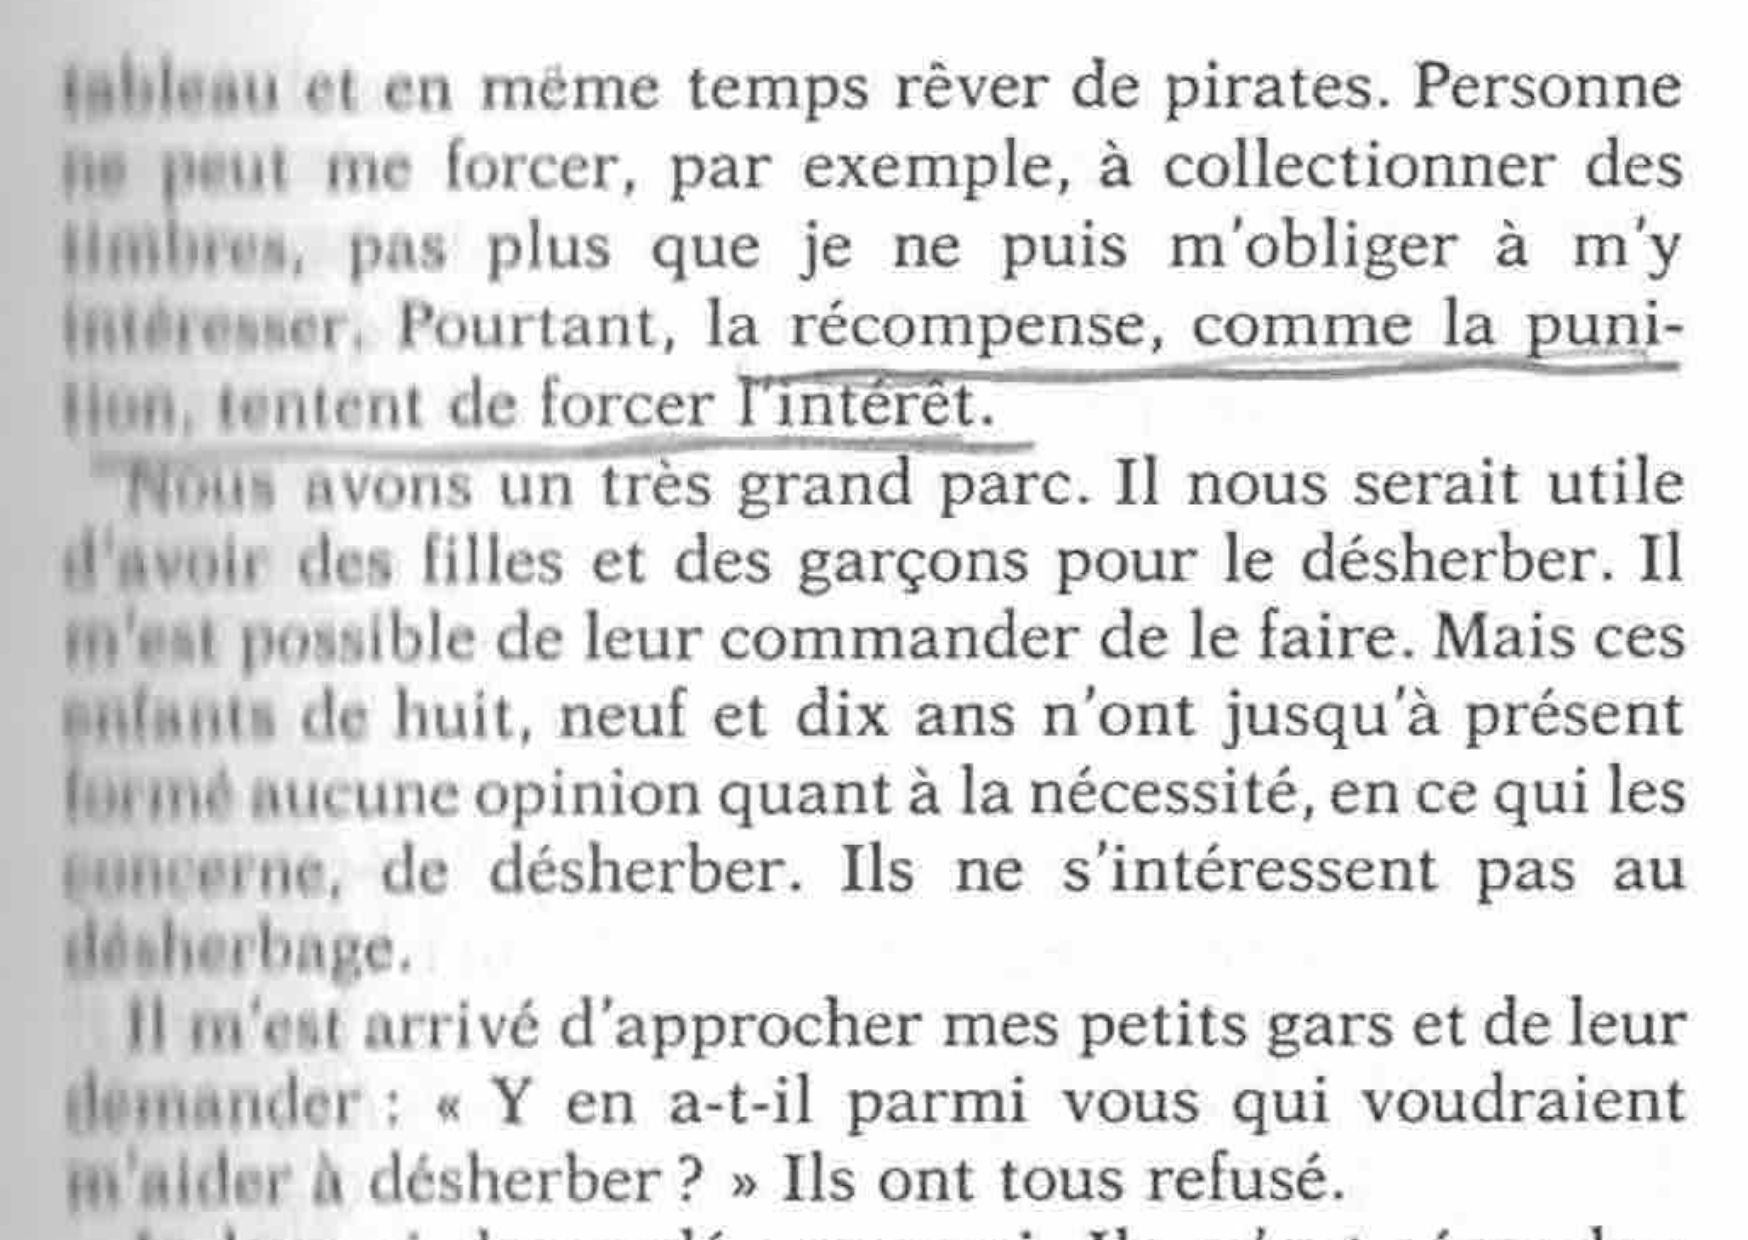 tableau et en même temps rêver de pirates. Personne
ne peut me forcer, par exemple, à collectionner des
timbres, pas plus que je ne puis m'obliger à m'y
intéresser. Pourtant, la récompense, comme la puni-
tion, tentent de forcer l'intérêt.
Nous avons un très grand parc. Il nous serait utile
d'avoir des filles et des garçons pour le désherber. Il
m'est possible de leur commander de le faire. Mais ces
enfants de huit, neuf et dix ans n'ont jusqu'à présent
formé aucune opinion quant à la nécessité, en ce qui les
concerne, de désherber. Ils ne s'intéressent pas au
désherbage.
Il m'est arrivé d'approcher mes petits gars et de leur
demander : « Y en a-t-il parmi vous qui voudraient
m'aider à désherber ? » Ils ont tous refusé.